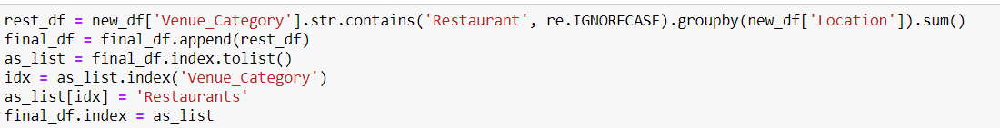 rest_df = new_df['Venue_Category'].str.contains('Restaurant', re.IGNORECASE).groupby(new_df['Location']).sum()
final_df = final_df.append(rest_df)
as_list = final_df.index.tolist()
idx = as_list.index('Venue_Category')
as_list[idx] = 'Restaurants'
final_df.index = as_list